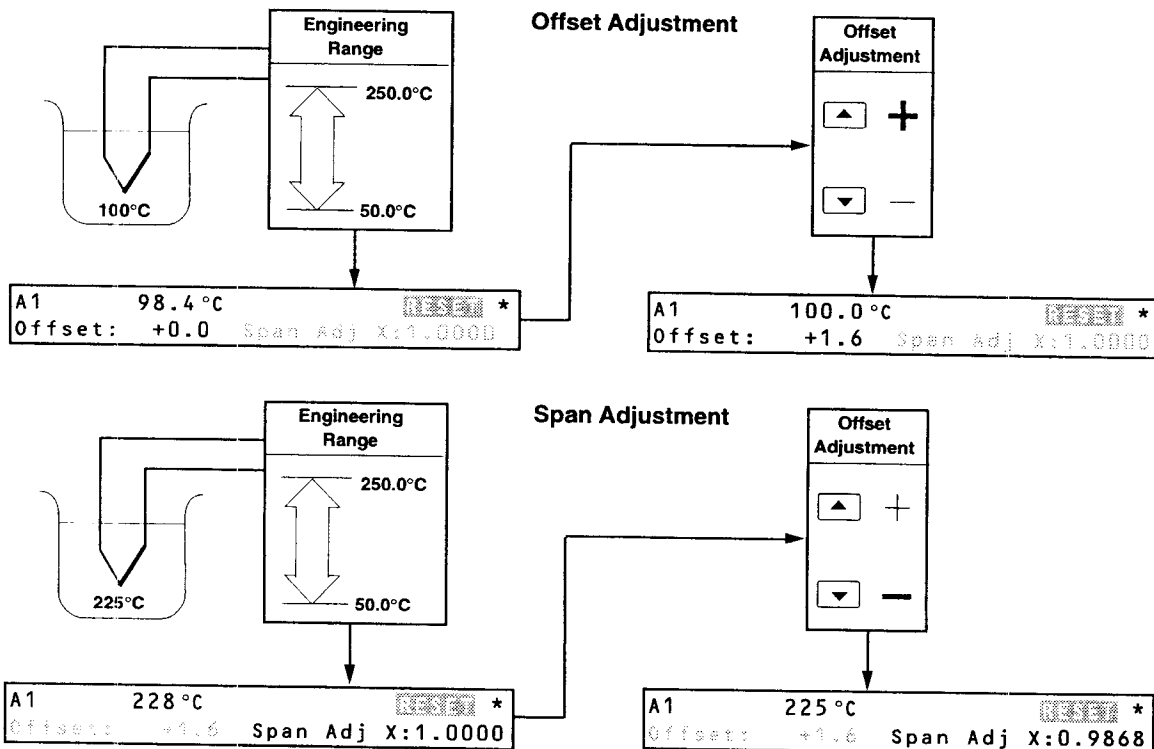 Offset Adjustment
Engineering
Range
250.0°C
50.0°C
100°C
Offset
Adjustment
+
–
A1 98.4°C RESET *
Offset: +0.0 Span Adj X:1.0000
A1 100.0°C RESET *
Offset: +1.6 Span Adj X:1.0000
Span Adjustment
Engineering
Range
250.0°C
50.0°C
225°C
Offset
Adjustment
+
–
A1 228°C RESET *
Offset: +1.6 Span Adj X:1.0000
A1 225°C RESET *
Offset: +1.6 Span Adj X:0.9868